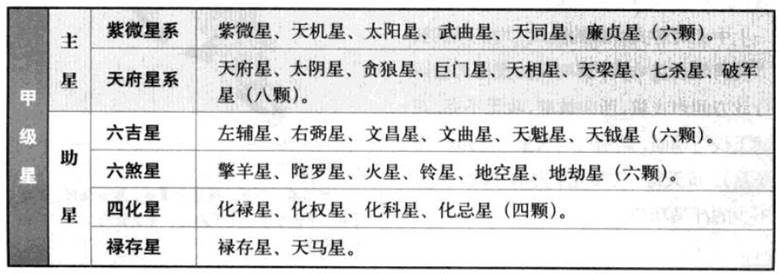 甲级星
主星
紫微星系
紫微星、天机星、太阳星、武曲星、天同星、廉贞星（六颗）。
天府星系
天府星、太阴星、贪狼星、巨门星、天相星、天梁星、七杀星、破军
星（八颗）。
助星
六吉星
左辅星、右弼星、文昌星、文曲星、天魁星、天钺星（六颗）。
六煞星
擎羊星、陀罗星、火星、铃星、地空星、地劫星（六颗）。
四化星
化禄星、化权星、化科星、化忌星（四颗）。
禄存星
禄存星、天马星。